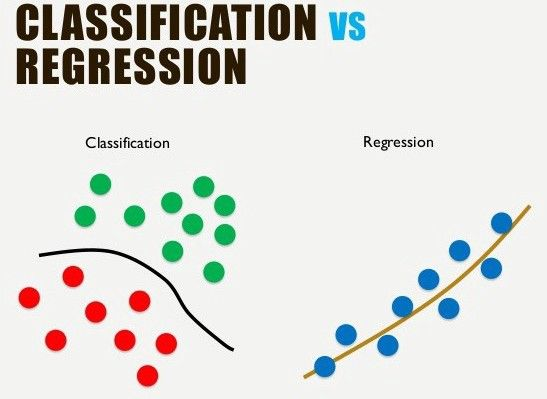 CLASSIFICATION VS
REGRESSION
Classification
Regression